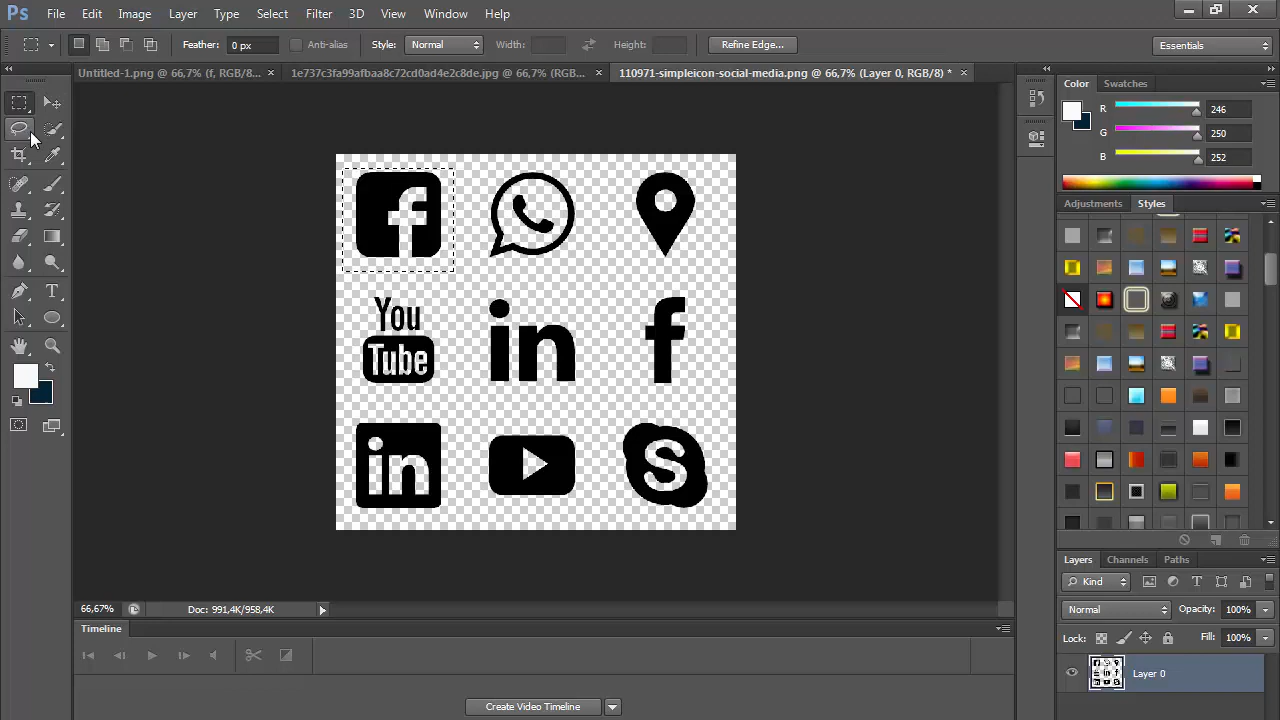 Ps File Edit Image Layer Type Select Filter 3D View Window Help
Feather: 0 px Anti-alias Style: Normal Width: Height: Refine Edge... Essentials
Untitled-1.png @ 66,7% (f, RGB/8... × 1e737c3fa99afbaa8c72cd0ad4e2c8de.jpg @ 66,7% (RGB... × 110971-simpleicon-social-media.png @ 66,7% (Layer 0, RGB/8) * ×
Color Swatches
R 246
G 250
B 252
Adjustments Styles
f
You
Tube
in
f
in
S
T
Layers Channels Paths
Kind T
Normal Opacity: 100%
Lock: Fill: 100%
Layer 0
66,67% Doc: 991,4K/958,4K
Timeline
Create Video Timeline